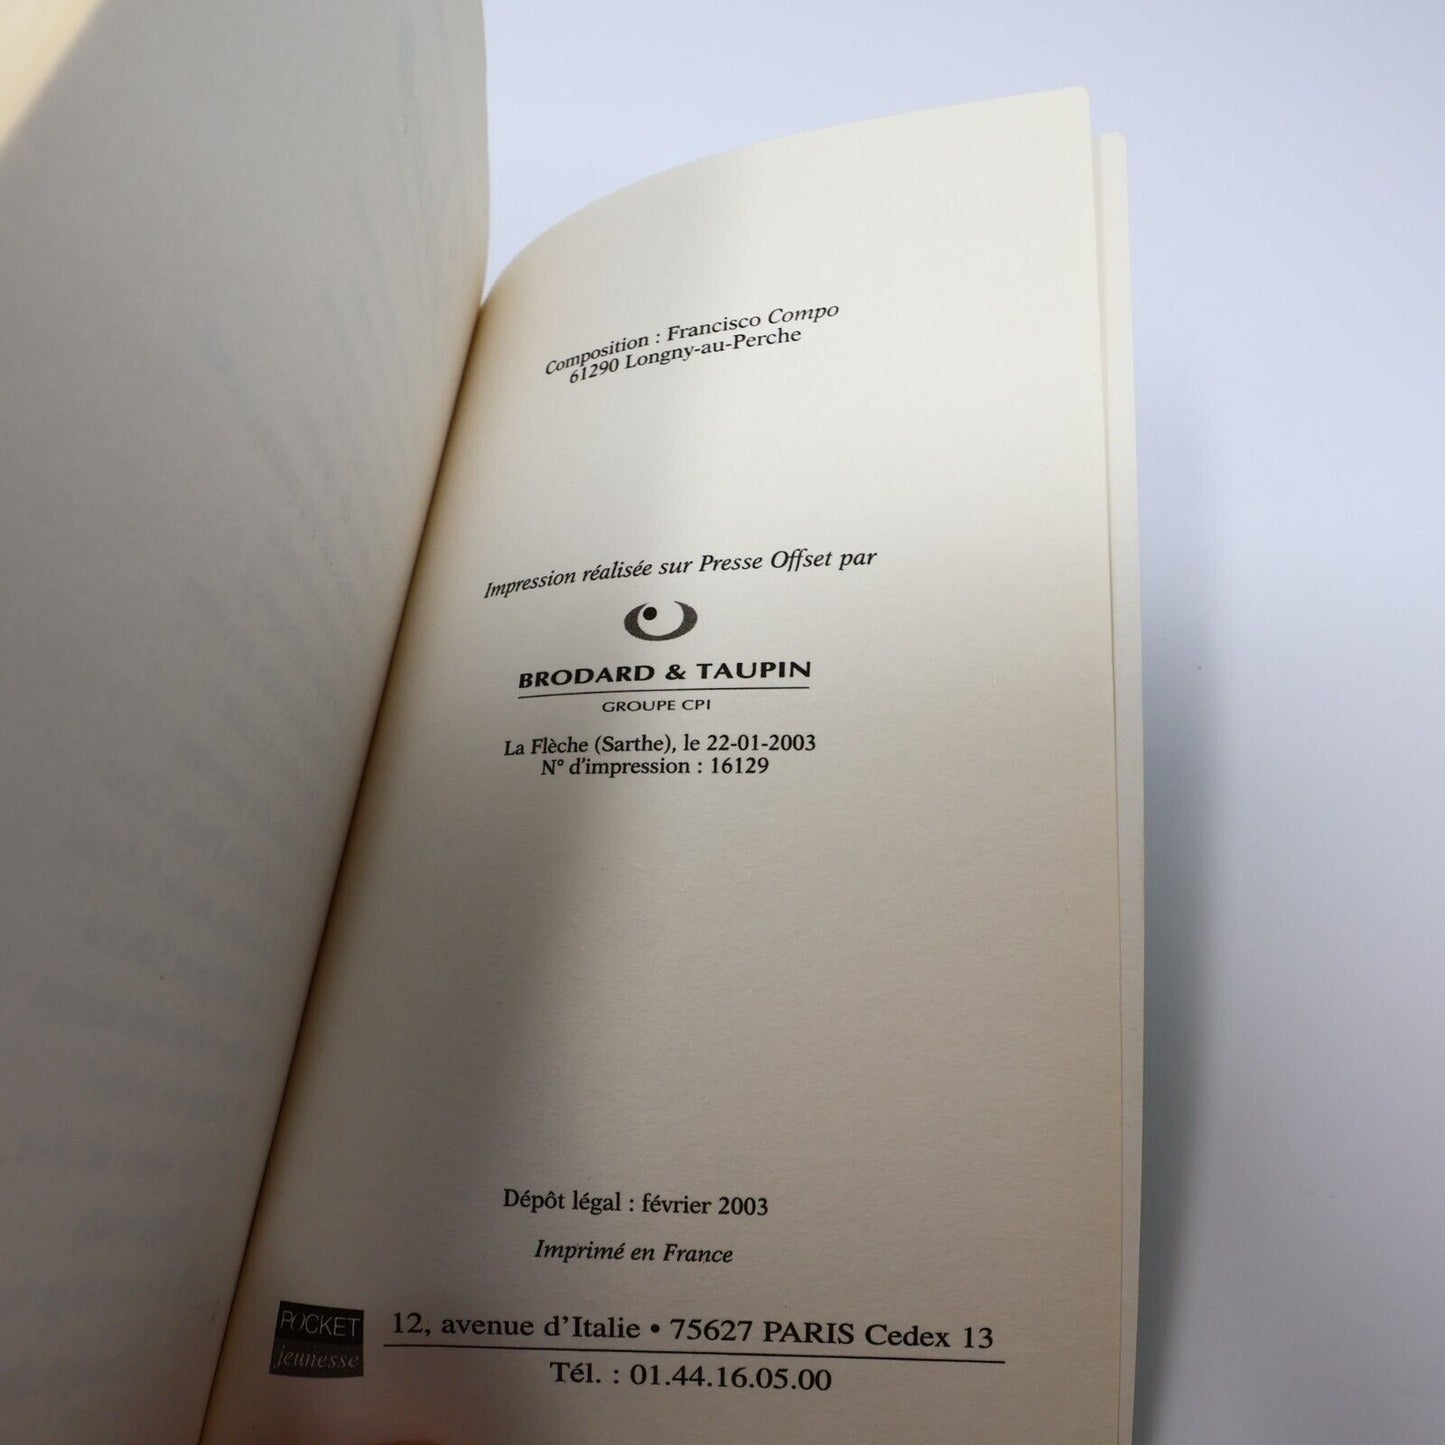 Composition : Francisco Compo
61290 Longny-au-Perche
Impression réalisée sur Presse Offset par
BRODARD & TAUPIN
GROUPE CPI
La Flèche (Sarthe), le 22-01-2003
N° d'impression : 16129
Dépôt légal : février 2003
Imprimé en France
POCKET
jeunesse
12, avenue d'Italie • 75627 PARIS Cedex 13
Tél. : 01.44.16.05.00